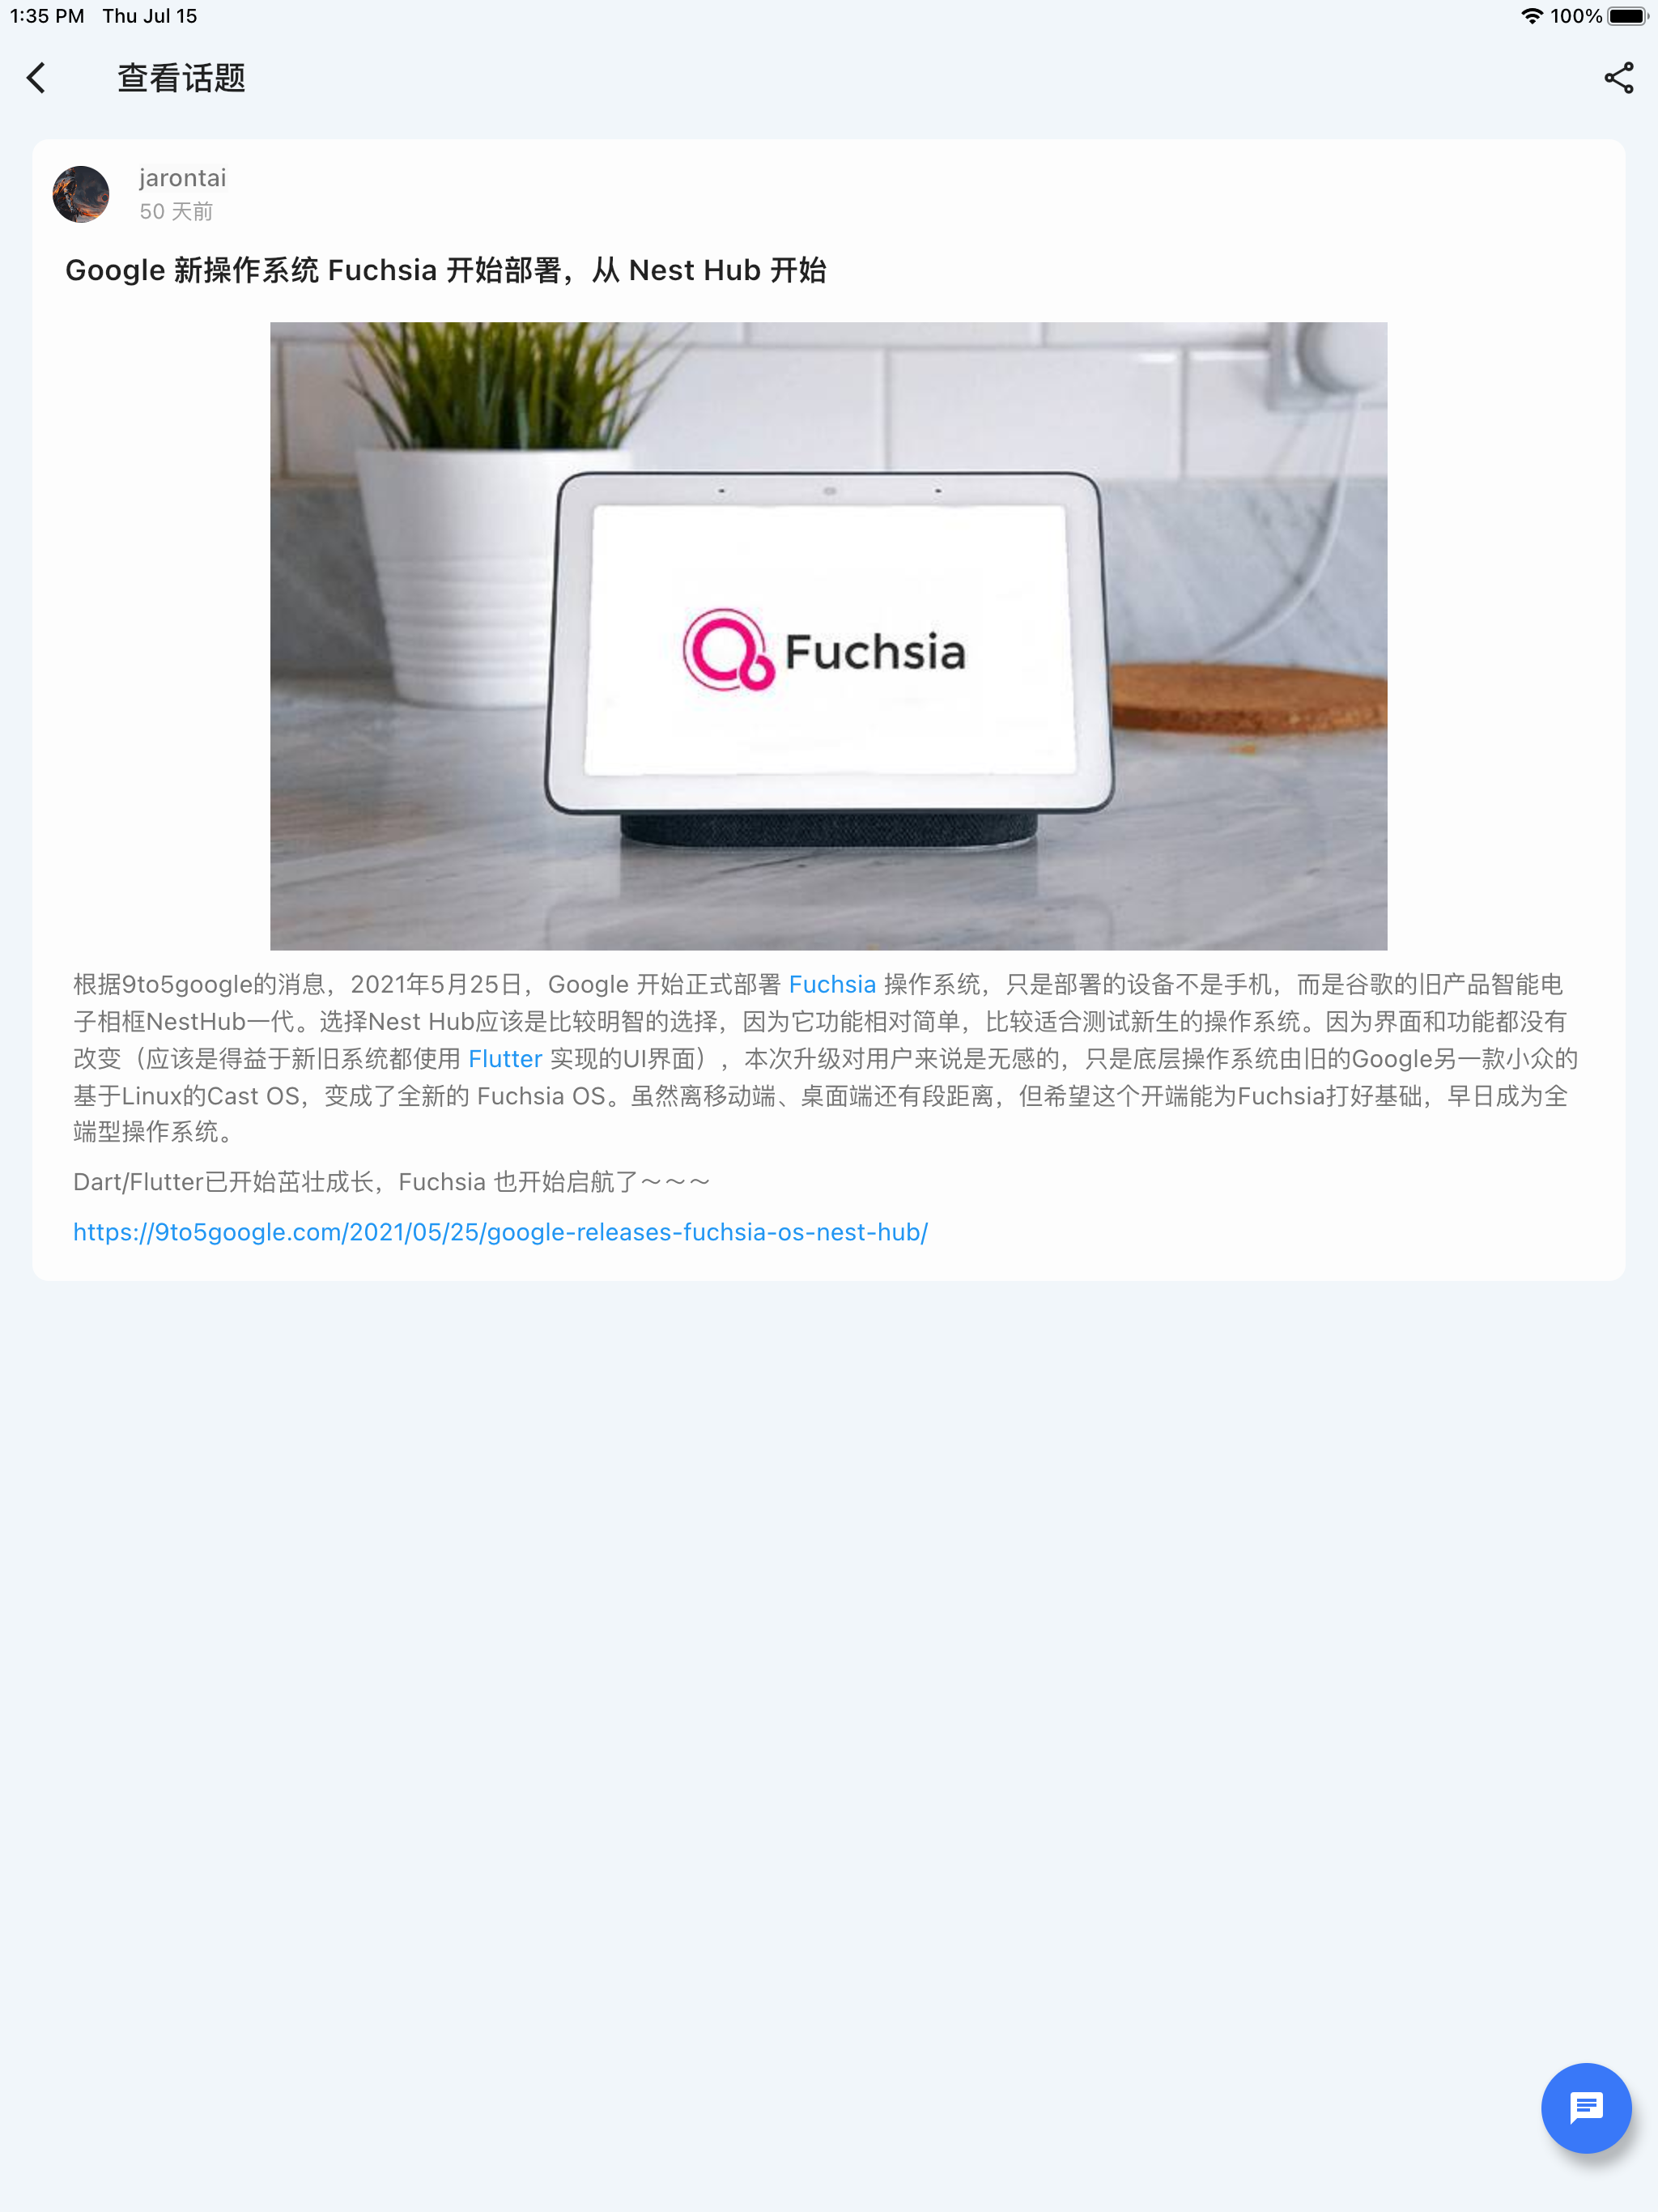 1:35 PM Thu Jul 15 100%
查看话题
jarontai
50 天前
Google 新操作系统 Fuchsia 开始部署，从 Nest Hub 开始
Fuchsia
根据9to5google的消息，2021年5月25日，Google 开始正式部署 Fuchsia 操作系统，只是部署的设备不是手机，而是谷歌的旧产品智能电
子相框NestHub一代。选择Nest Hub应该是比较明智的选择，因为它功能相对简单，比较适合测试新生的操作系统。因为界面和功能都没有
改变（应该是得益于新旧系统都使用 Flutter 实现的UI界面），本次升级对用户来说是无感的，只是底层操作系统由旧的Google另一款小众的
基于Linux的Cast OS，变成了全新的 Fuchsia OS。虽然离移动端、桌面端还有段距离，但希望这个开端能为Fuchsia打好基础，早日成为全
端型操作系统。
Dart/Flutter已开始茁壮成长，Fuchsia 也开始启航了～～～
https://9to5google.com/2021/05/25/google-releases-fuchsia-os-nest-hub/